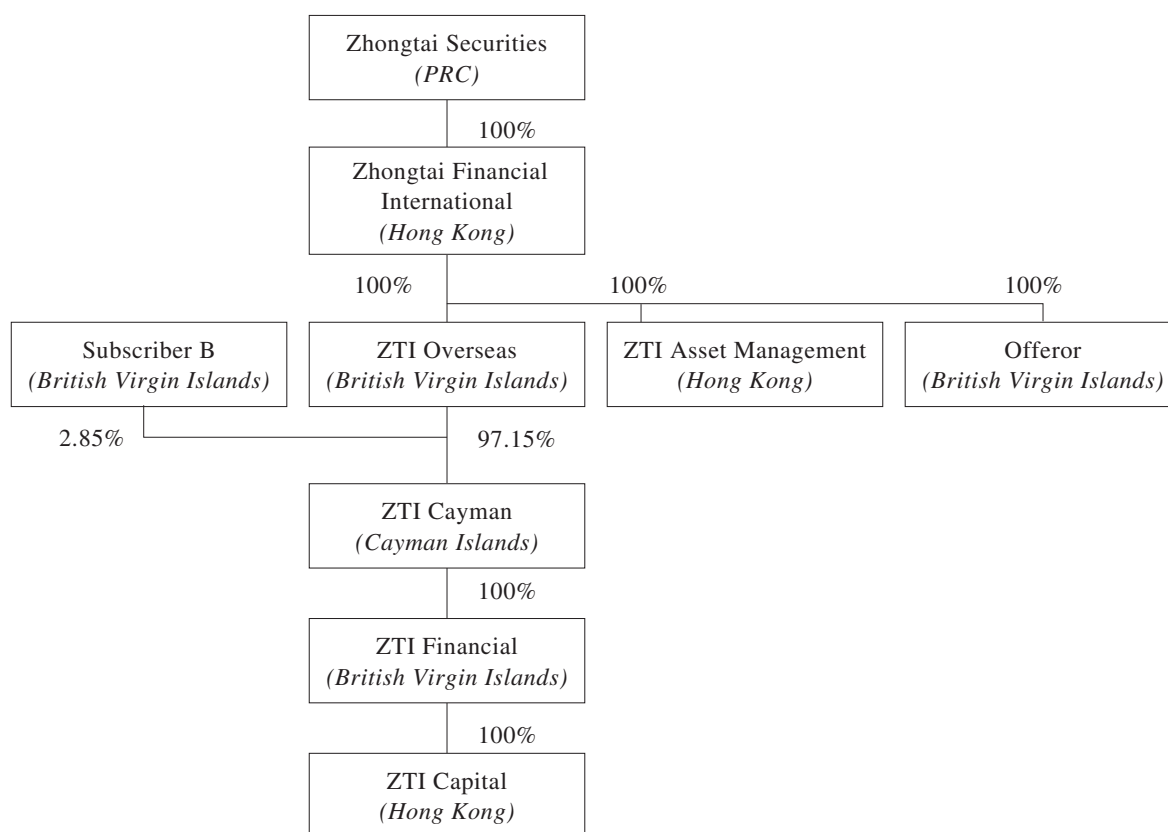 Zhongtai Securities
(PRC)
100%
Zhongtai Financial
International
(Hong Kong)
100%
100%
100%
Subscriber B
(British Virgin Islands)
ZTI Overseas
(British Virgin Islands)
ZTI Asset Management
(Hong Kong)
Offeror
(British Virgin Islands)
2.85%
97.15%
ZTI Cayman
(Cayman Islands)
100%
ZTI Financial
(British Virgin Islands)
100%
ZTI Capital
(Hong Kong)